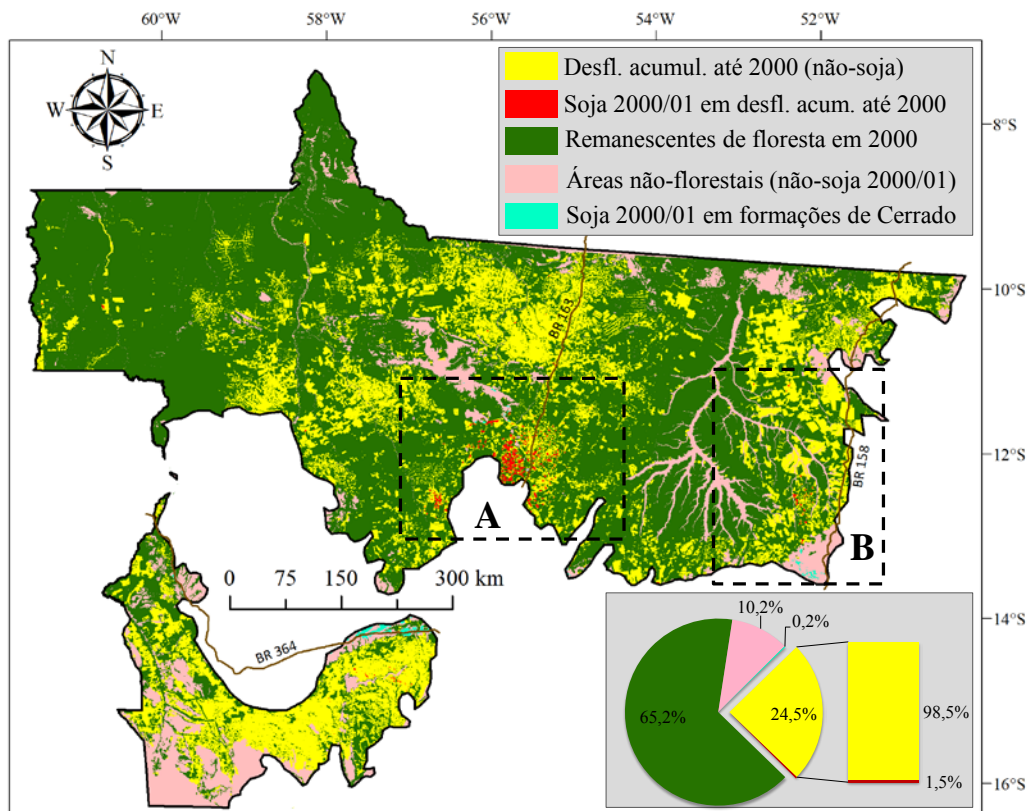 60°W 58°W 56°W 54°W 52°W
N
W E
S
Desfl. acumul. até 2000 (não-soja)
Soja 2000/01 em desfl. acum. até 2000
Remanescentes de floresta em 2000
Áreas não-florestais (não-soja 2000/01)
Soja 2000/01 em formações de Cerrado
8°S
10°S
12°S
14°S
16°S
BR 163
BR 158
A
B
0 75 150 300 km
BR 364
10,2%
0,2%
65,2%
24,5%
98,5%
1,5%